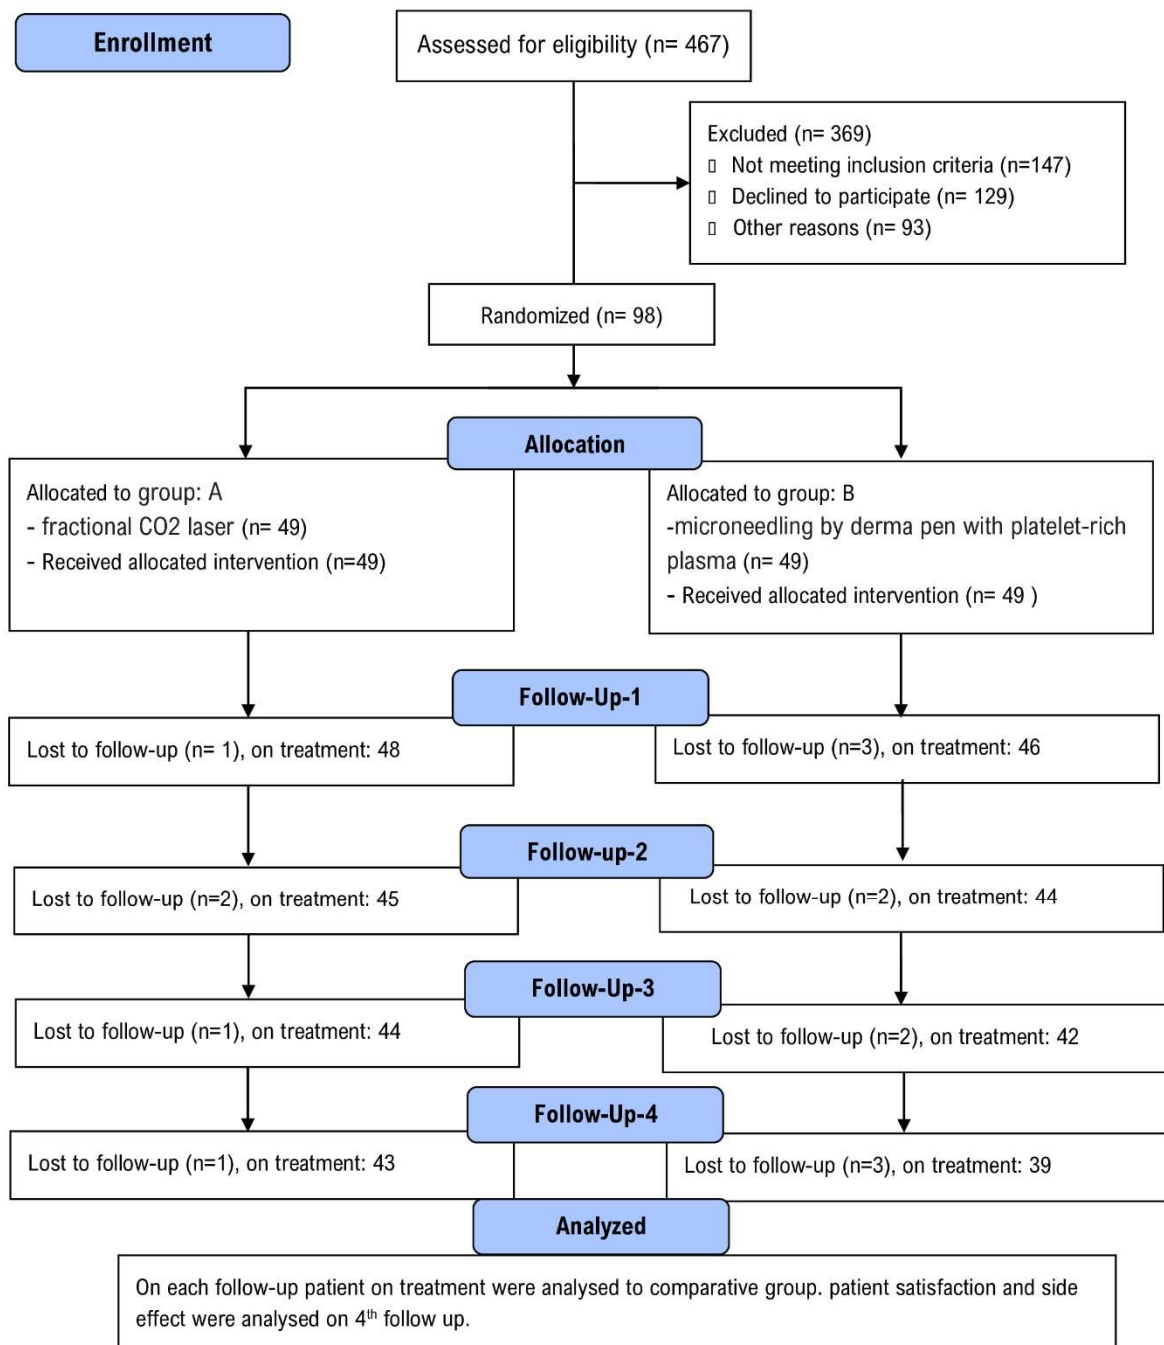 Enrollment
Assessed for eligibility (n= 467)
Excluded (n= 369)
▯ Not meeting inclusion criteria (n=147)
▯ Declined to participate (n= 129)
▯ Other reasons (n= 93)
Randomized (n= 98)
Allocation
Allocated to group: A
- fractional CO2 laser (n= 49)
- Received allocated intervention (n=49)
Allocated to group: B
-microneedling by derma pen with platelet-rich
plasma (n= 49)
- Received allocated intervention (n= 49 )
Follow-Up-1
Lost to follow-up (n= 1), on treatment: 48
Lost to follow-up (n=3), on treatment: 46
Follow-up-2
Lost to follow-up (n=2), on treatment: 45
Lost to follow-up (n=2), on treatment: 44
Follow-Up-3
Lost to follow-up (n=1), on treatment: 44
Lost to follow-up (n=2), on treatment: 42
Follow-Up-4
Lost to follow-up (n=1), on treatment: 43
Lost to follow-up (n=3), on treatment: 39
Analyzed
On each follow-up patient on treatment were analysed to comparative group. patient satisfaction and side
effect were analysed on 4th follow up.